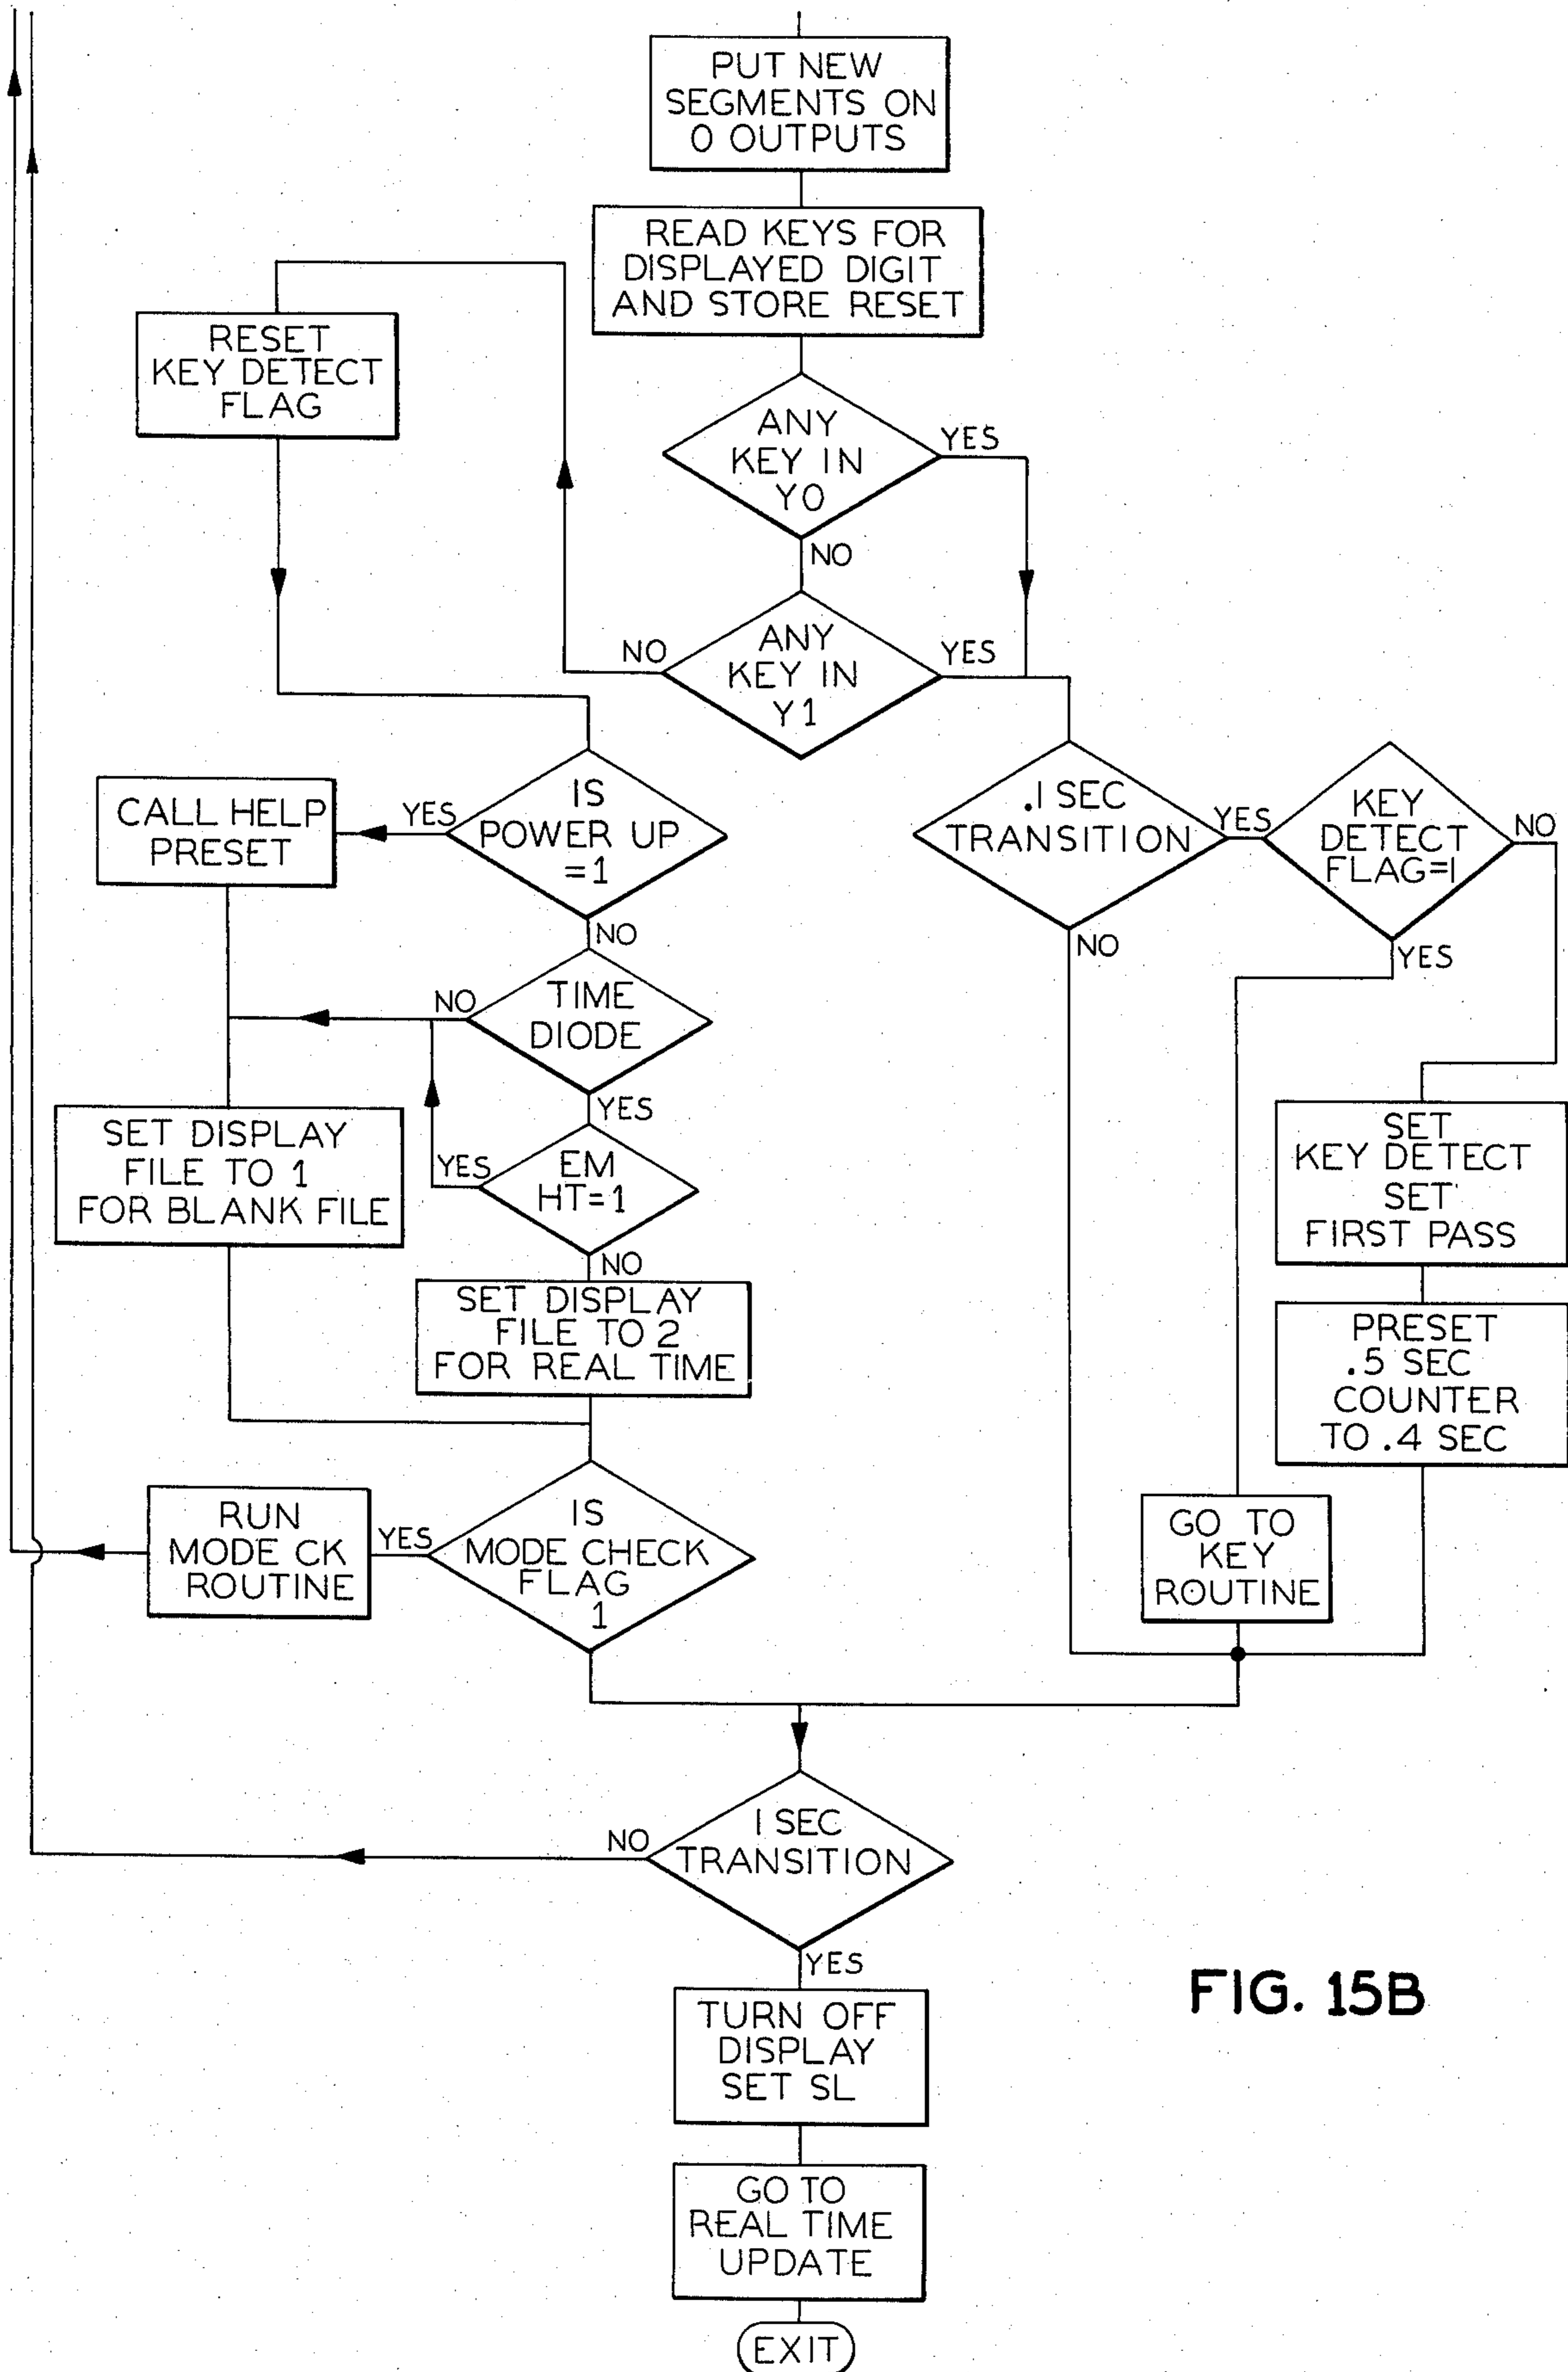 PUT NEW
SEGMENTS ON
0 OUTPUTS
READ KEYS FOR
DISPLAYED DIGIT
AND STORE RESET
RESET
KEY DETECT
FLAG
ANY
KEY IN
Y0
YES
NO
ANY
KEY IN
Y1
NO
YES
IS
POWER UP
=1
YES
NO
CALL HELP
PRESET
.1 SEC
TRANSITION
YES
NO
KEY
DETECT
FLAG=1
NO
YES
TIME
DIODE
NO
YES
SET DISPLAY
FILE TO 1
FOR BLANK FILE
EM
HT=1
YES
NO
SET
KEY DETECT
SET
FIRST PASS
SET DISPLAY
FILE TO 2
FOR REAL TIME
PRESET
.5 SEC
COUNTER
TO .4 SEC
RUN
MODE CK
ROUTINE
YES
IS
MODE CHECK
FLAG
1
GO TO
KEY
ROUTINE
1 SEC
TRANSITION
NO
YES
TURN OFF
DISPLAY
SET SL
GO TO
REAL TIME
UPDATE
EXIT
FIG. 15B